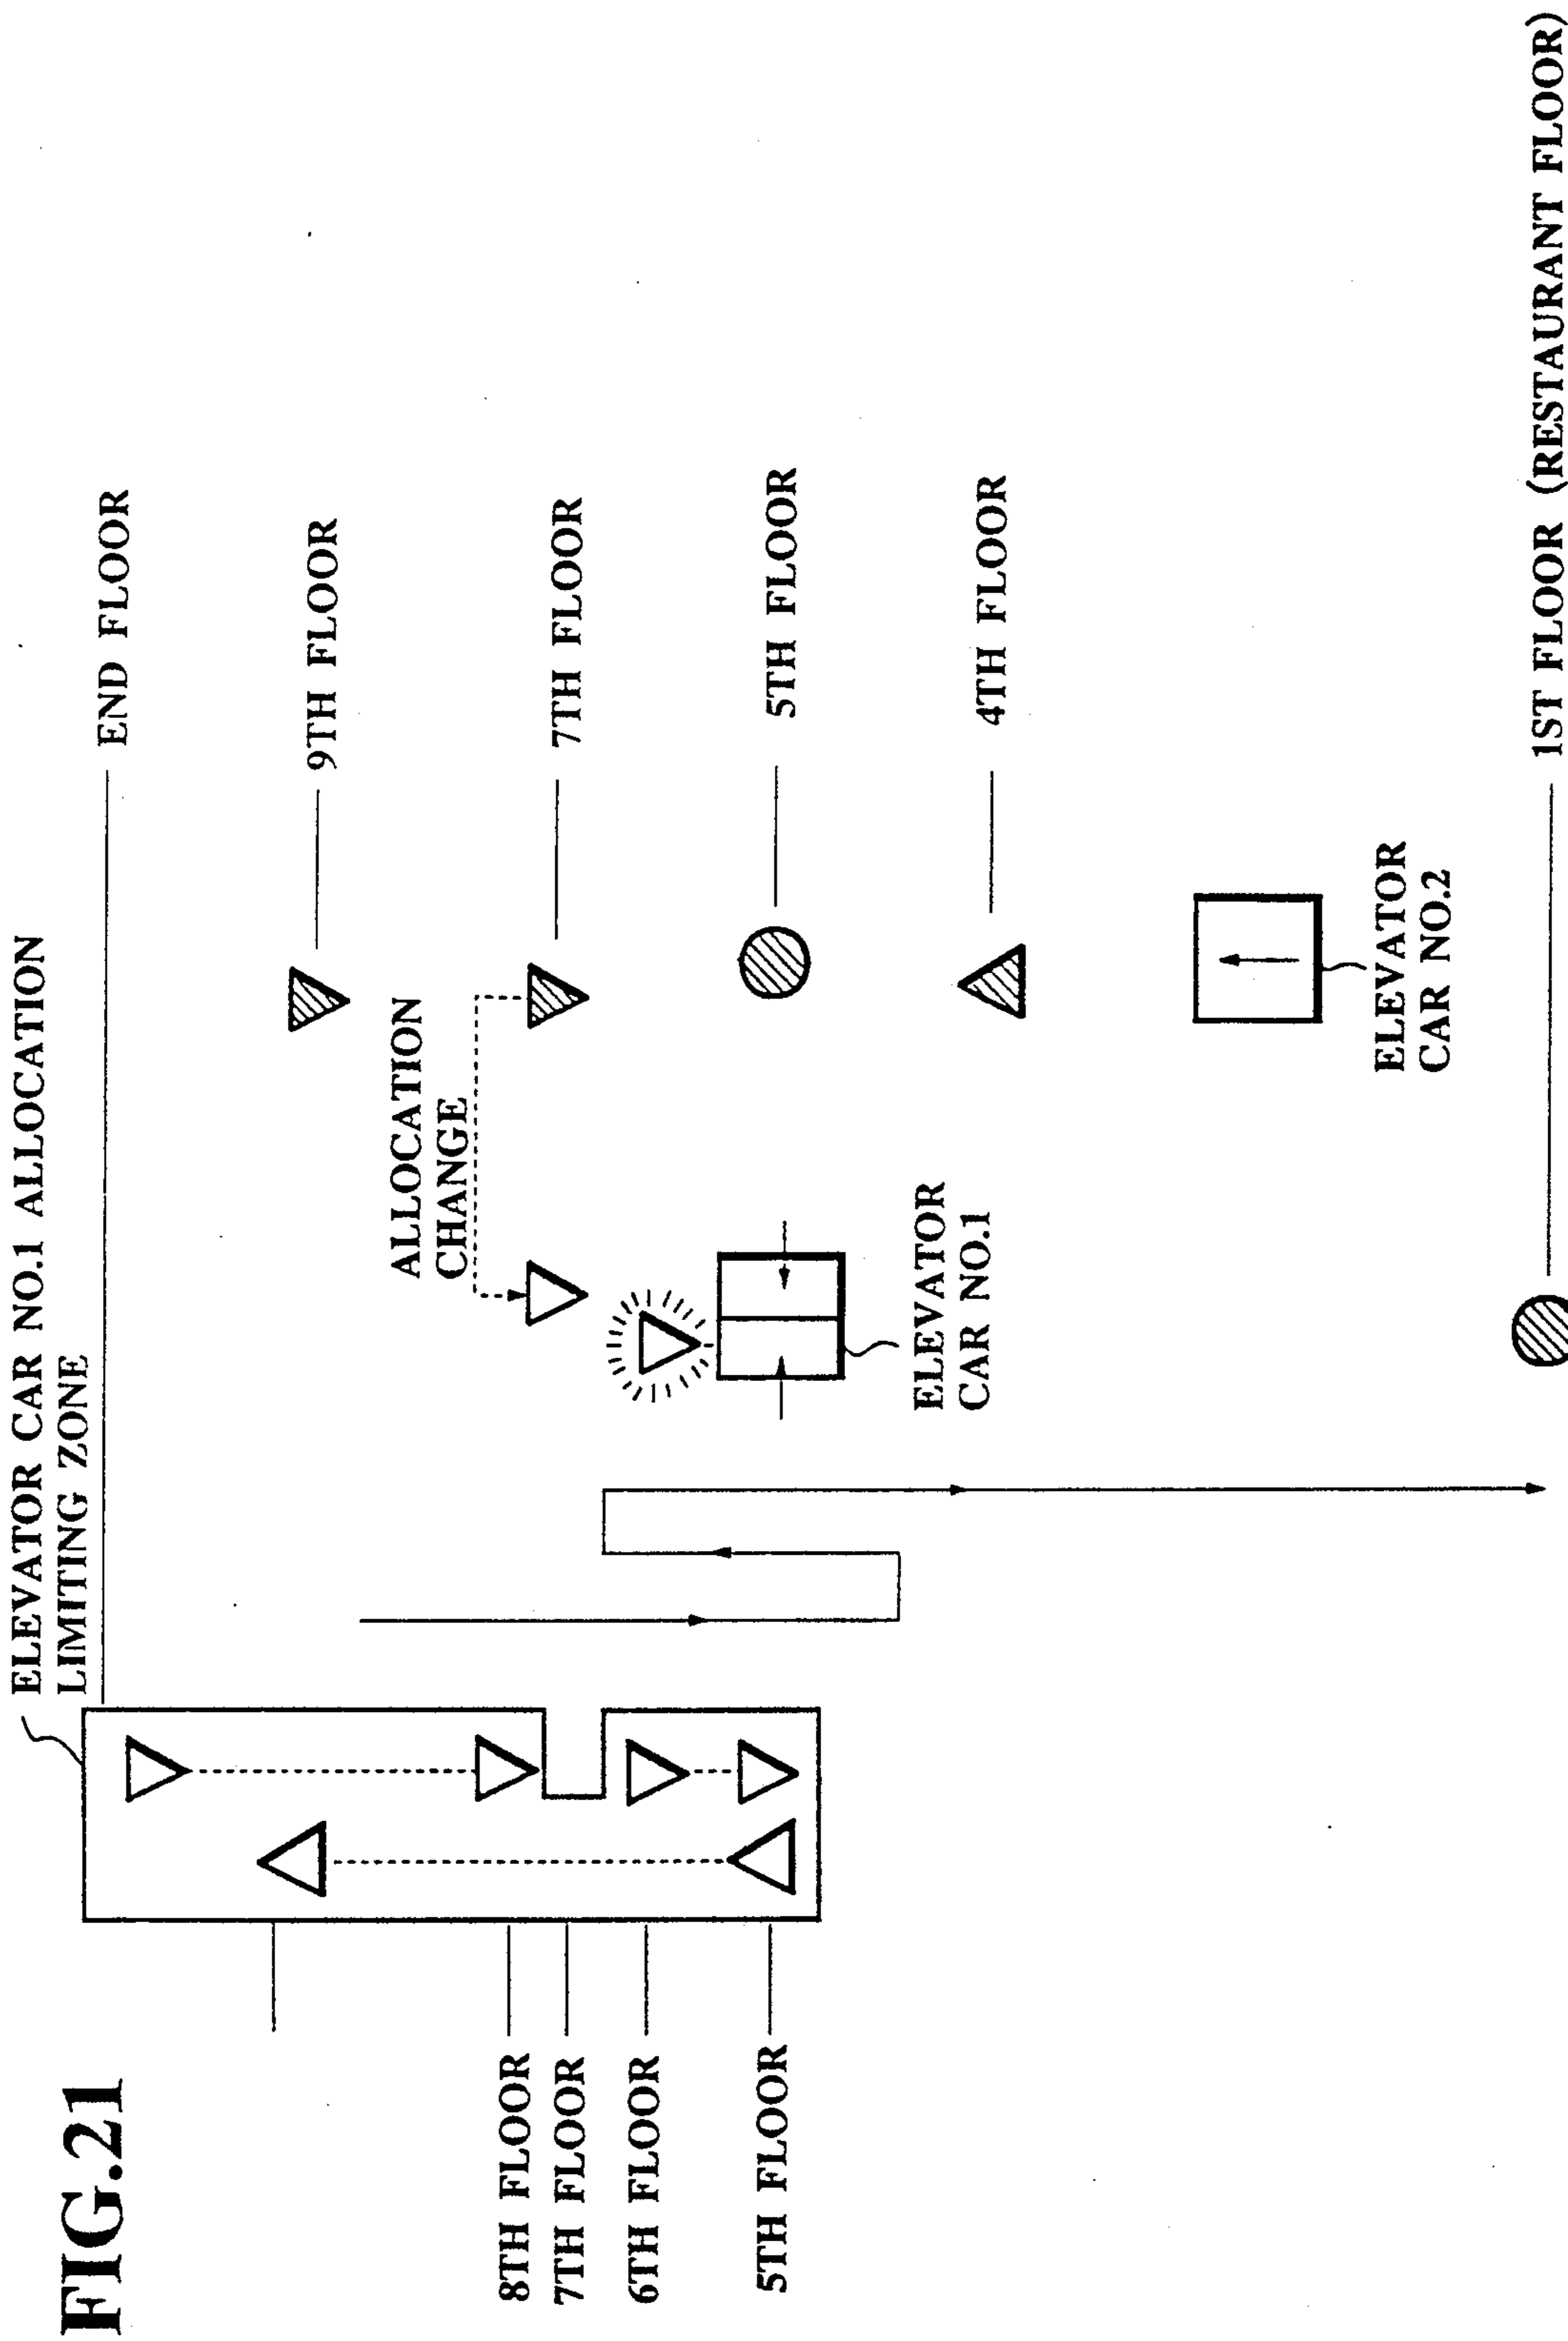 FIG.21
ELEVATOR CAR NO.1 ALLOCATION
LIMITING ZONE
END FLOOR
9TH FLOOR
ALLOCATION
CHANGE
7TH FLOOR
8TH FLOOR
7TH FLOOR
6TH FLOOR
5TH FLOOR
5TH FLOOR
ELEVATOR
CAR NO.1
4TH FLOOR
ELEVATOR
CAR NO.2
1ST FLOOR (RESTAURANT FLOOR)